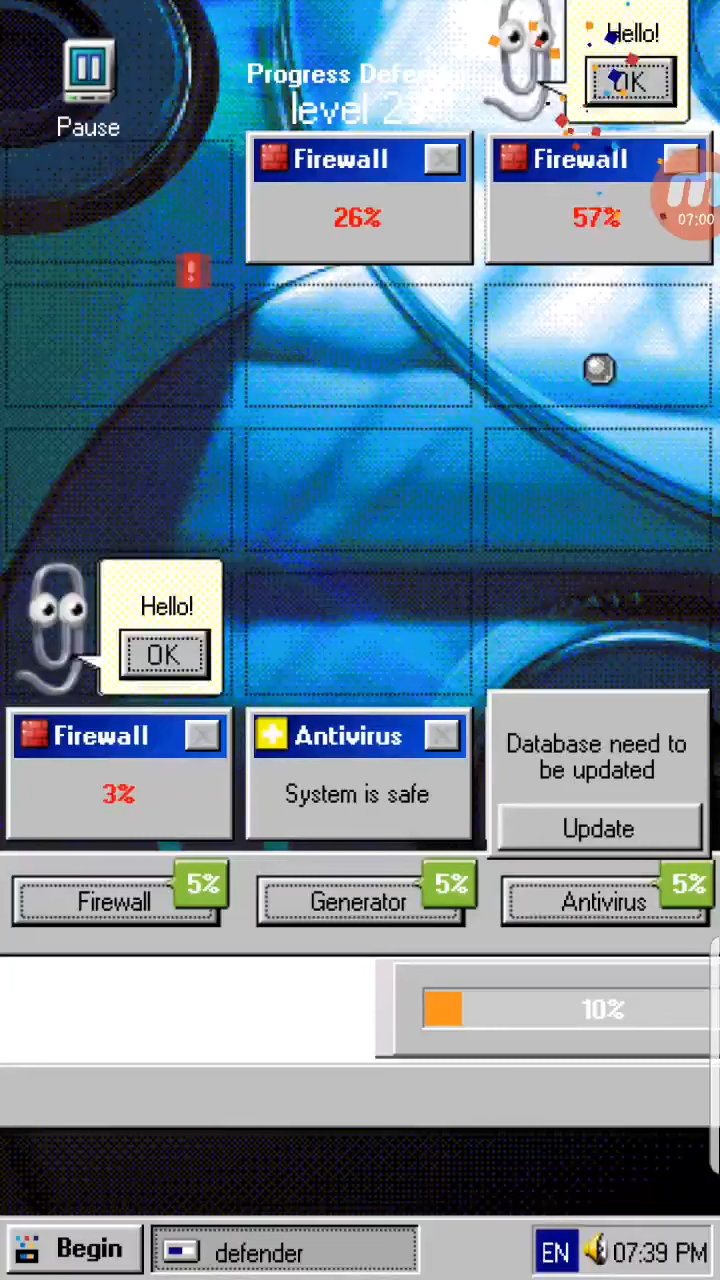 Hello!
OK
Pause
Progress
level
Firewall
26%
Firewall
57%
07:00
Hello!
OK
Firewall
3%
Antivirus
System is safe
Database need to
be updated
Update
Firewall
5%
Generator
5%
Antivirus
5%
10%
Begin
defender
EN
07:39 PM